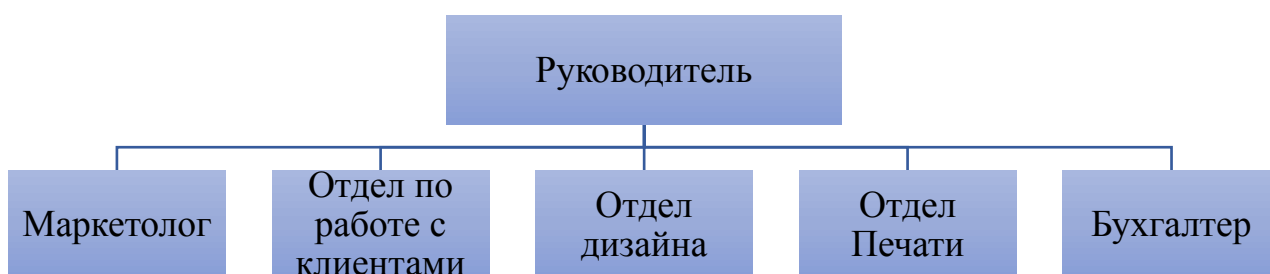 Руководитель
Маркетолог
Отдел по
работе с
клиентами
Отдел
дизайна
Отдел
Печати
Бухгалтер